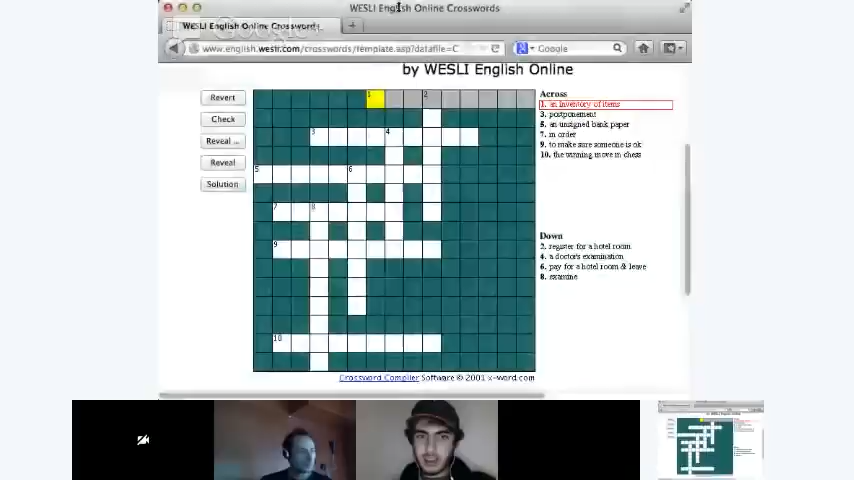 WESLI English Online Crosswords
Google+
WESLI English Online Crosswords
www.english.weslr.com/crosswords/template.asp?datafile=C
Google
by WESLI English Online
Revert
Check
Reveal ...
Reveal
Solution
1
2
3
4
5
6
7
8
9
10
Across
1. an inventory of items
3. postponement
5. an unsigned bank paper
7. in order
9. to make sure someone is ok
10. the winning move in chess
Down
2. register for a hotel room
4. a doctor's examination
6. pay for a hotel room & leave
8. examine
Crossword Compiler Software © 2001 x-word.com